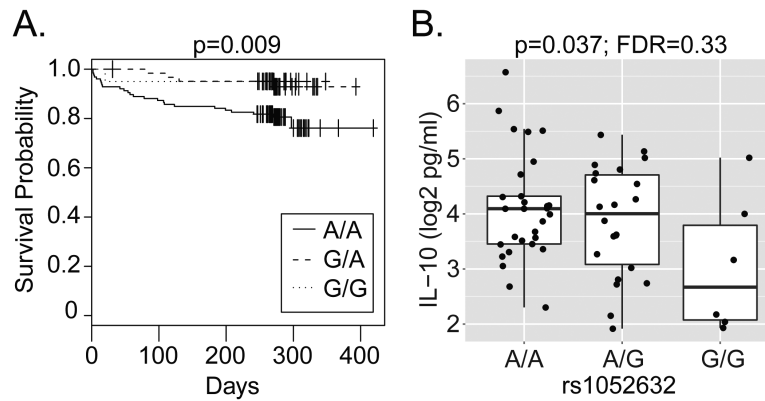 A.
p=0.009
Survival Probability
1.0
0.8
0.6
0.4
0.2
0
A/A
G/A
G/G
0 100 200 300 400
Days
B.
p=0.037; FDR=0.33
IL−10 (log2 pg/ml)
6
5
4
3
2
A/A A/G G/G
rs1052632